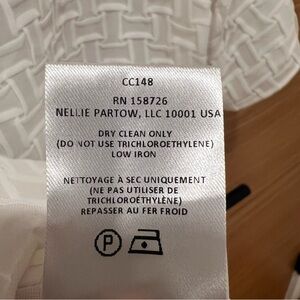 CC148
RN 158726
NELLIE PARTOW, LLC 10001 USA
DRY CLEAN ONLY
(DO NOT USE TRICHLOROETHYLENE)
LOW IRON
NETTOYAGE À SEC UNIQUEMENT
(NE PAS UTILISER DE
TRICHLOROÉTHYLÈNE)
REPASSER AU FER FROID
P